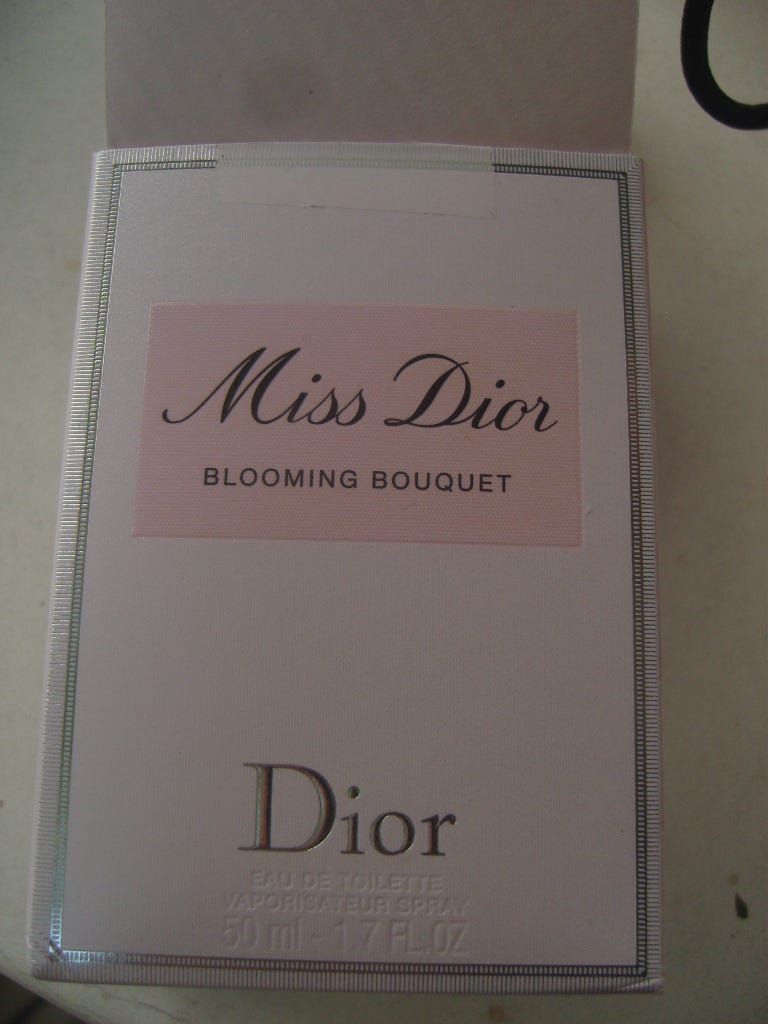 Miss Dior
BLOOMING BOUQUET
Dior
EAU DE TOILETTE
VAPORISATEUR SPRAY
50 ml - 1.7 FL.OZ